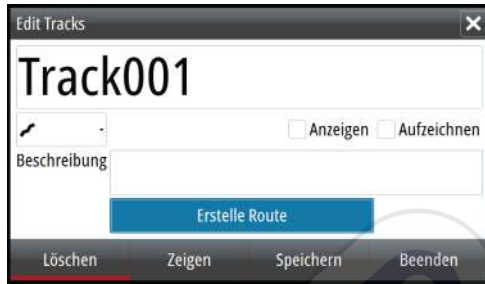 Edit Tracks
Track001
Anzeigen Aufzeichnen
Beschreibung
Erstelle Route
Löschen Zeigen Speichern Beenden